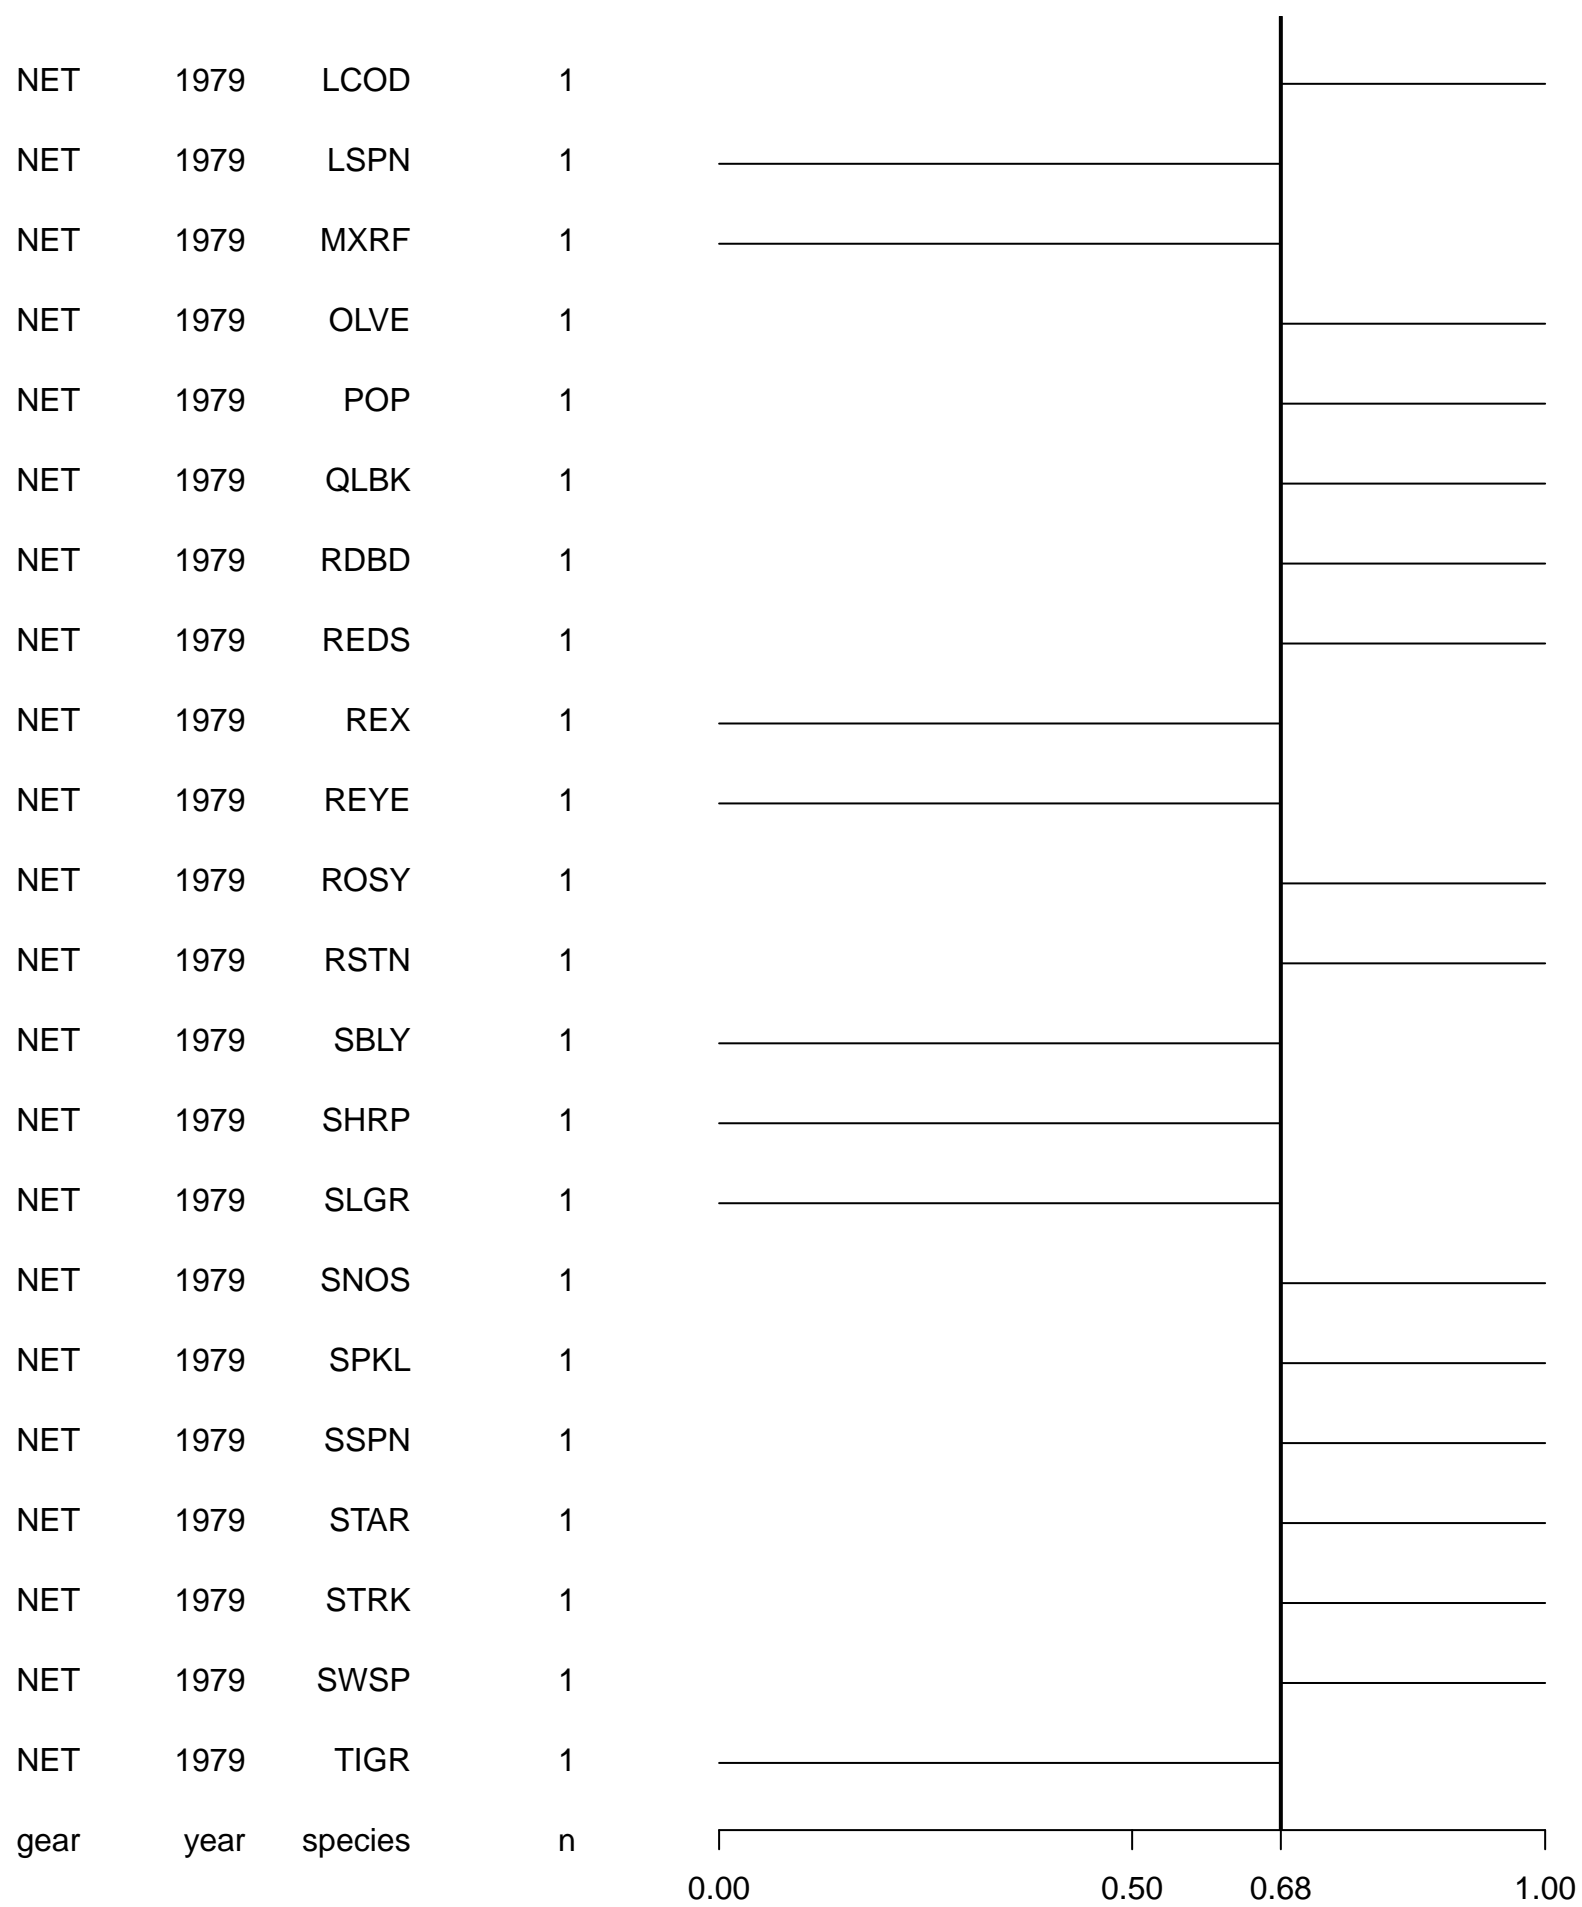 NET 1979 LCOD 1
NET 1979 LSPN 1
NET 1979 MXRF 1
NET 1979 OLVE 1
NET 1979 POP 1
NET 1979 QLBK 1
NET 1979 RDBD 1
NET 1979 REDS 1
NET 1979 REX 1
NET 1979 REYE 1
NET 1979 ROSY 1
NET 1979 RSTN 1
NET 1979 SBLY 1
NET 1979 SHRP 1
NET 1979 SLGR 1
NET 1979 SNOS 1
NET 1979 SPKL 1
NET 1979 SSPN 1
NET 1979 STAR 1
NET 1979 STRK 1
NET 1979 SWSP 1
NET 1979 TIGR 1
gear year species n
0.00 0.50 0.68 1.00